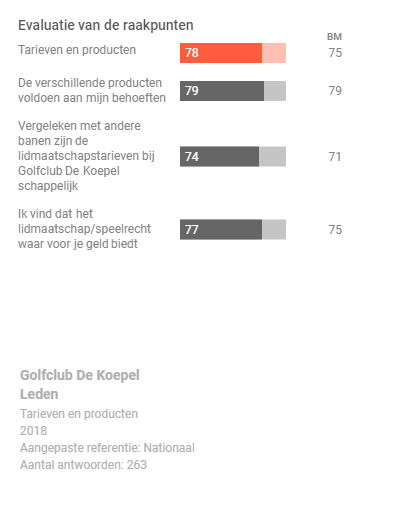 Evaluatie van de raakpunten
BM
Tarieven en producten 78 75
De verschillende producten
voldoen aan mijn behoeften 79 79
Vergeleken met andere
banen zijn de
lidmaatschapstarieven bij 74 71
Golfclub De Koepel
schappelijk
Ik vind dat het
lidmaatschap/speelrecht 77 75
waar voor je geld biedt
Golfclub De Koepel
Leden
Tarieven en producten
2018
Aangepaste referentie: Nationaal
Aantal antwoorden: 263